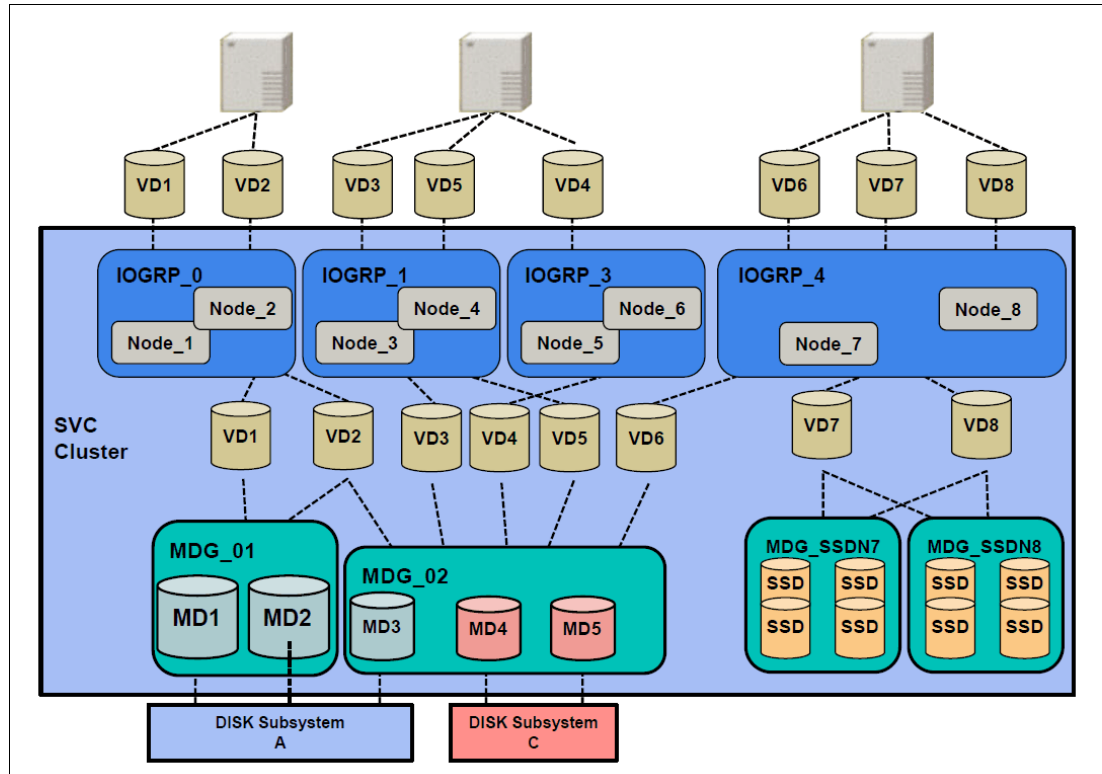 VD1
VD2
VD3
VD5
VD4
VD6
VD7
VD8
IOGRP_0
IOGRP_1
IOGRP_3
IOGRP_4
Node_2
Node_4
Node_6
Node_8
Node_1
Node_3
Node_5
Node_7
SVC
Cluster
VD1
VD2
VD3
VD4
VD5
VD6
VD7
VD8
MDG_01
MDG_02
MDG_SSDN7
MDG_SSDN8
SSD
SSD
SSD
SSD
MD1
MD2
MD3
MD4
MD5
SSD
SSD
SSD
SSD
DISK Subsystem
A
DISK Subsystem
C